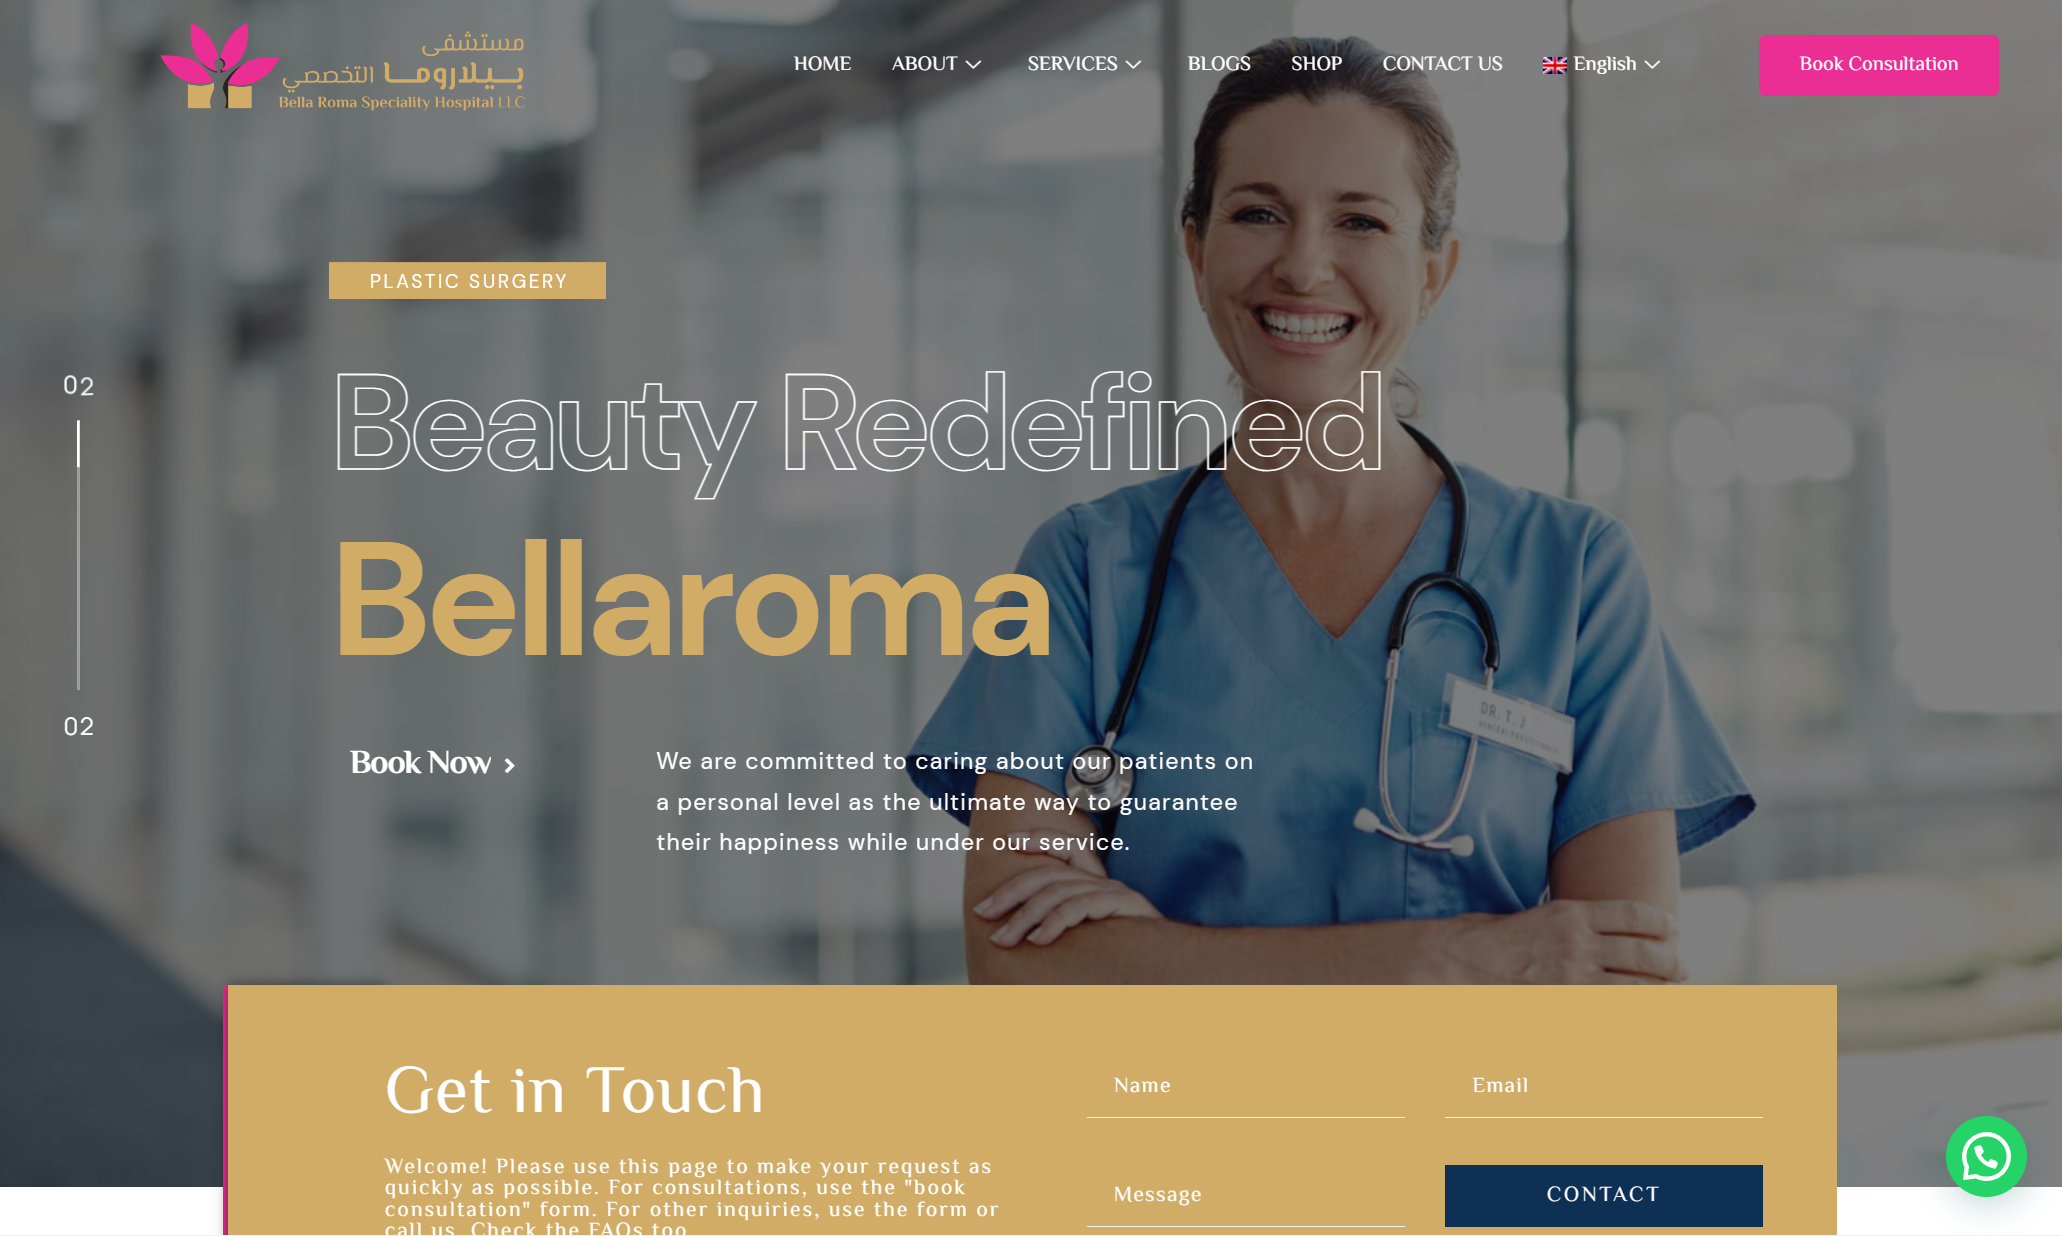 مستشفى
بيلاروما التخصصي
Bella Roma Speciality Hospital LLC
HOME
ABOUT
SERVICES
BLOGS
SHOP
CONTACT US
English
Book Consultation
PLASTIC SURGERY
02
Beauty Redefined
Bellaroma
02
Book Now
We are committed to caring about our patients on
a personal level as the ultimate way to guarantee
their happiness while under our service.
DR. T. J
GENERAL PRACTITIONER
Get in Touch
Welcome! Please use this page to make your request as
quickly as possible. For consultations, use the "book
consultation" form. For other inquiries, use the form or
call us. Check the FAQs too
Name
Email
Message
CONTACT